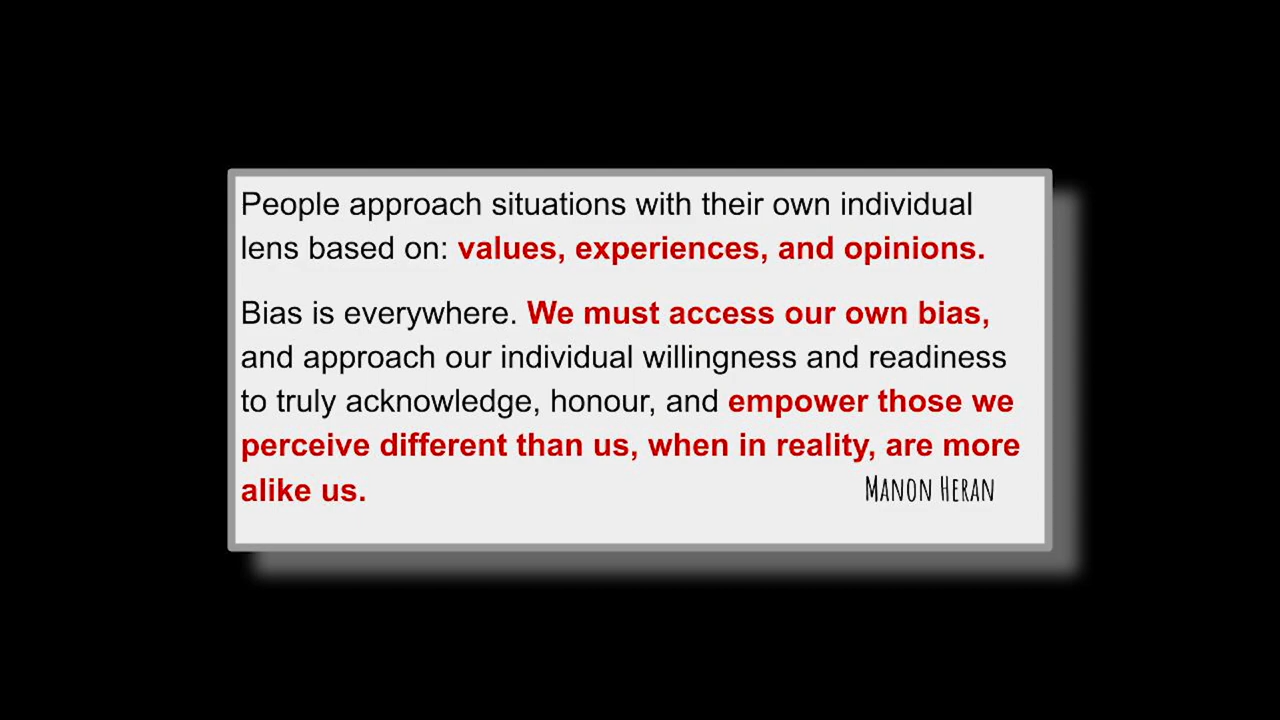 People approach situations with their own individual
lens based on: values, experiences, and opinions.
Bias is everywhere. We must access our own bias,
and approach our individual willingness and readiness
to truly acknowledge, honour, and empower those we
perceive different than us, when in reality, are more
alike us. MANON HERAN